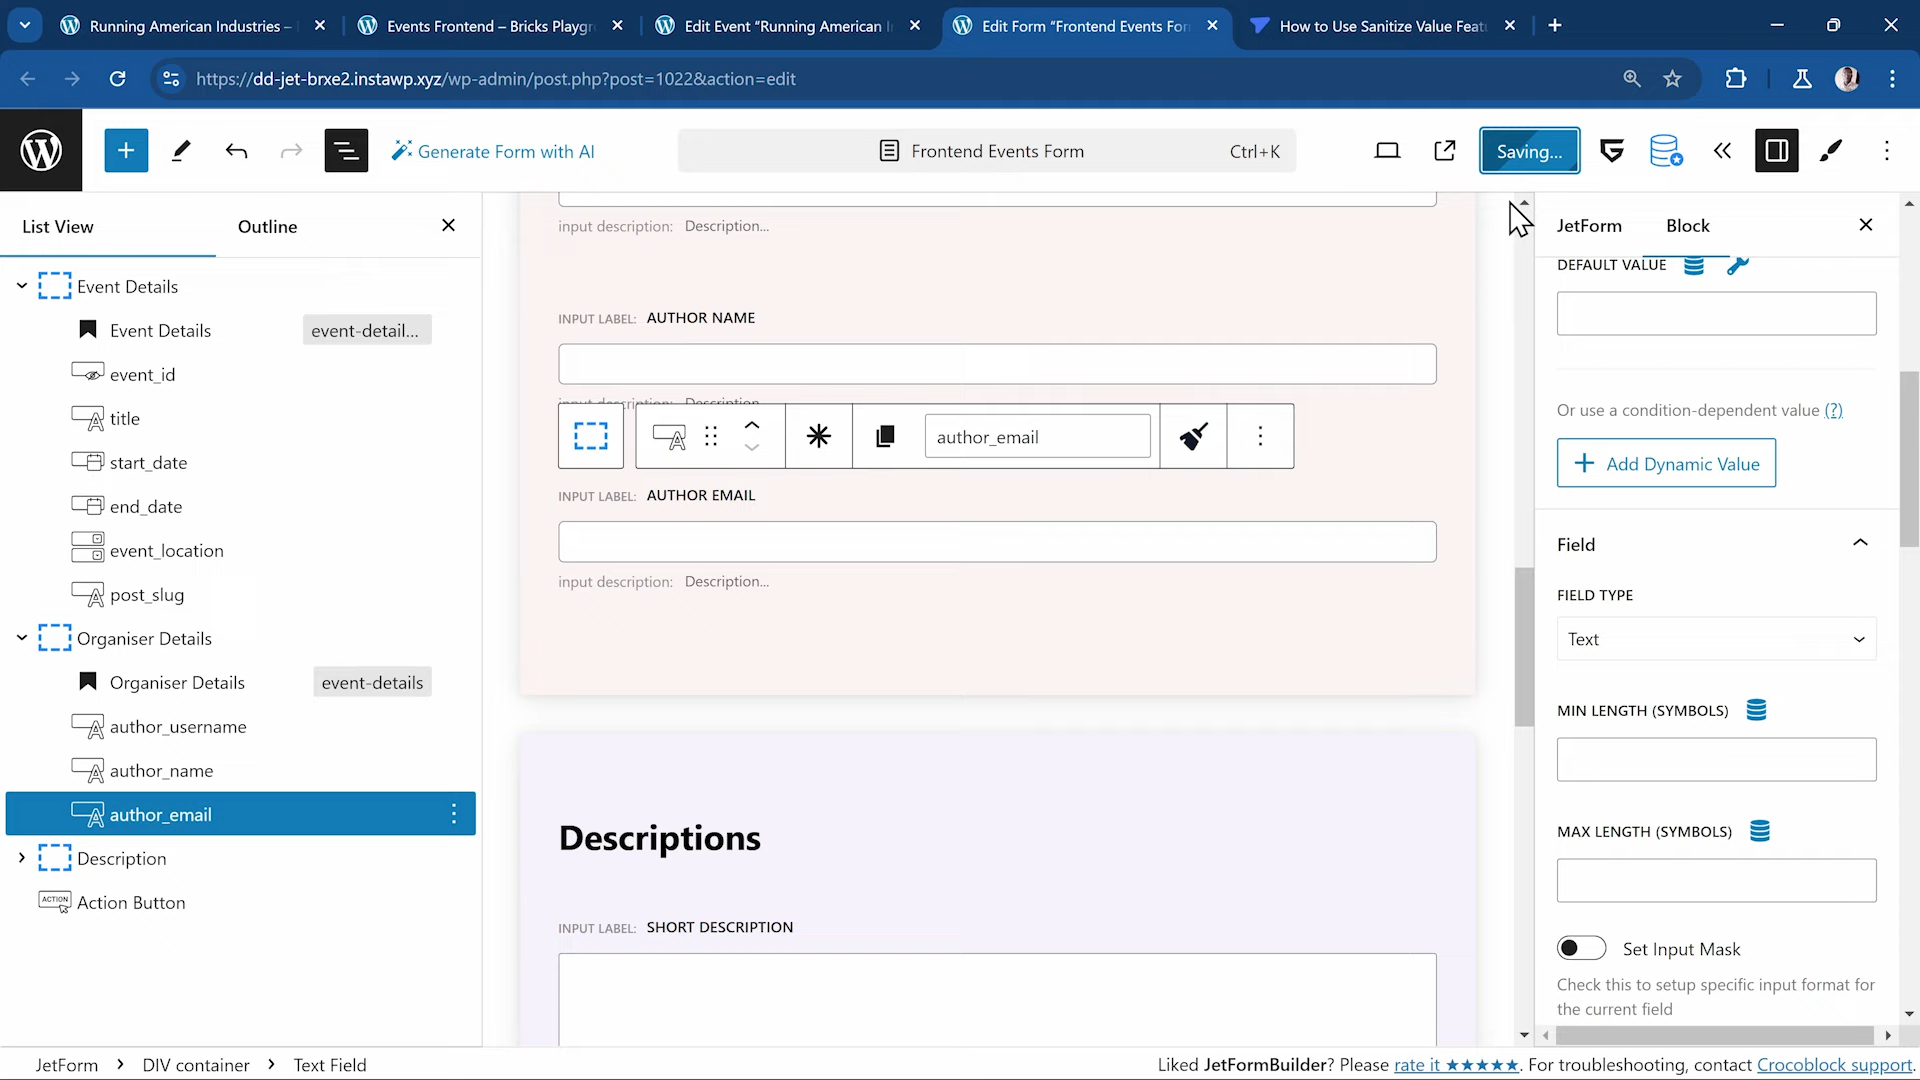 Running American Industries –
Events Frontend – Bricks Playgr
Edit Event “Running American I
Edit Form “Frontend Events For
How to Use Sanitize Value Feat
https://dd-jet-brxe2.instawp.xyz/wp-admin/post.php?post=1022&action=edit
Generate Form with AI
Frontend Events Form
Ctrl+K
Saving...
List View
Outline
Event Details
Event Details
event-detail...
event_id
title
start_date
end_date
event_location
post_slug
Organiser Details
Organiser Details
event-details
author_username
author_name
author_email
Description
ACTION
Action Button
input description: Description...
INPUT LABEL: AUTHOR NAME
input description: Description...
author_email
INPUT LABEL: AUTHOR EMAIL
input description: Description...
Descriptions
INPUT LABEL: SHORT DESCRIPTION
JetForm
Block
DEFAULT VALUE
Or use a condition-dependent value (?)
Add Dynamic Value
Field
FIELD TYPE
Text
MIN LENGTH (SYMBOLS)
MAX LENGTH (SYMBOLS)
Set Input Mask
Check this to setup specific input format for
the current field
JetForm > DIV container > Text Field
Liked JetFormBuilder? Please rate it ★★★★★. For troubleshooting, contact Crocoblock support.